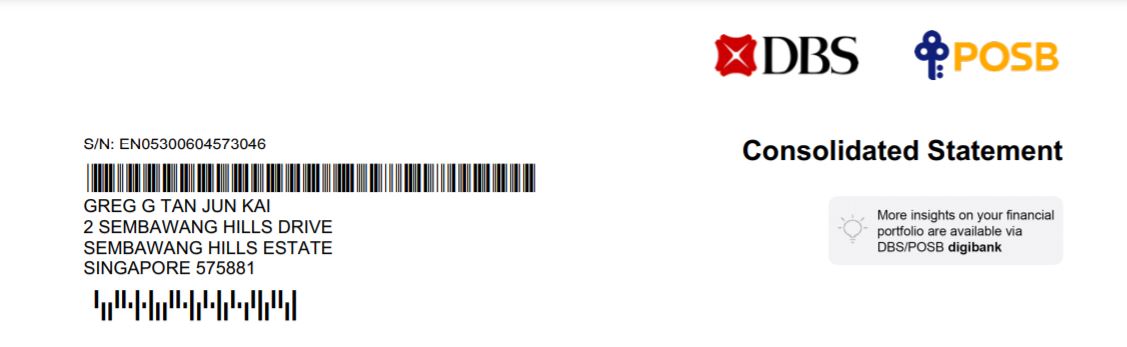 DBS POSB
S/N: EN05300604573046
Consolidated Statement
GREG G TAN JUN KAI
2 SEMBAWANG HILLS DRIVE
SEMBAWANG HILLS ESTATE
SINGAPORE 575881
More insights on your financial
portfolio are available via
DBS/POSB digibank